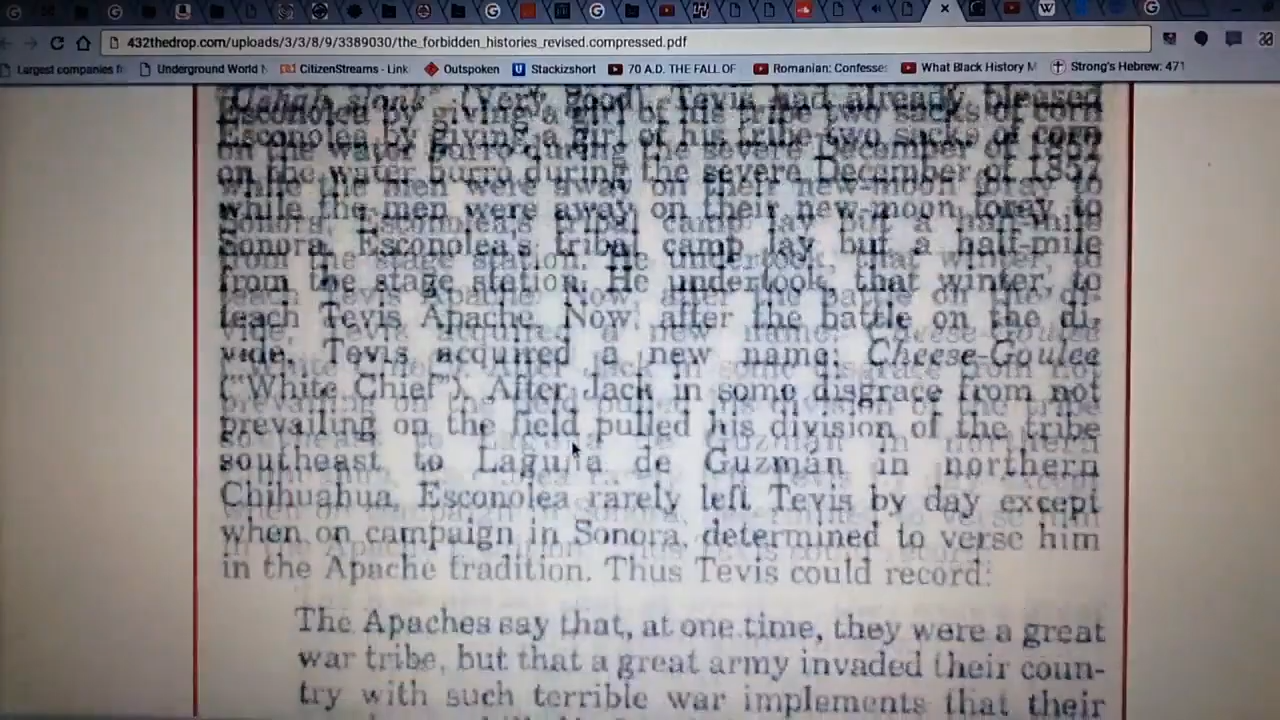 432thedrop.com/uploads/3/3/8/9/3389030/the_forbidden_histories_revised.compressed.pdf
Largest companies Underground World CitizenStreams - Link Outspoken Stackizshort 70 A.D. THE FALL OF Romanian: Confesse: What Black History M Strong's Hebrew: 471
(Very good). Tevis had already pleased
Esconolea by giving a girl of his tribe two sacks of corn
on the water burro during the severe December of 1857
while the men were away on their new-moon foray to
Sonora. Esconolea's tribal camp lay but a half-mile
from the stage station. He undertook, that winter, to
teach Tevis Apache. Now, after the battle on the di-
vide, Tevis acquired a new name: Cheese-Goulee
("White Chief"). After Jack in some disgrace from not
prevailing on the field pulled his division of the tribe
southeast to Laguna de Guzmán in northern
Chihuahua, Esconolea rarely left Tevis by day except
when on campaign in Sonora, determined to verse him
in the Apache tradition. Thus Tevis could record:
The Apaches say that, at one time, they were a great
war tribe, but that a great army invaded their coun-
try with such terrible war implements that their